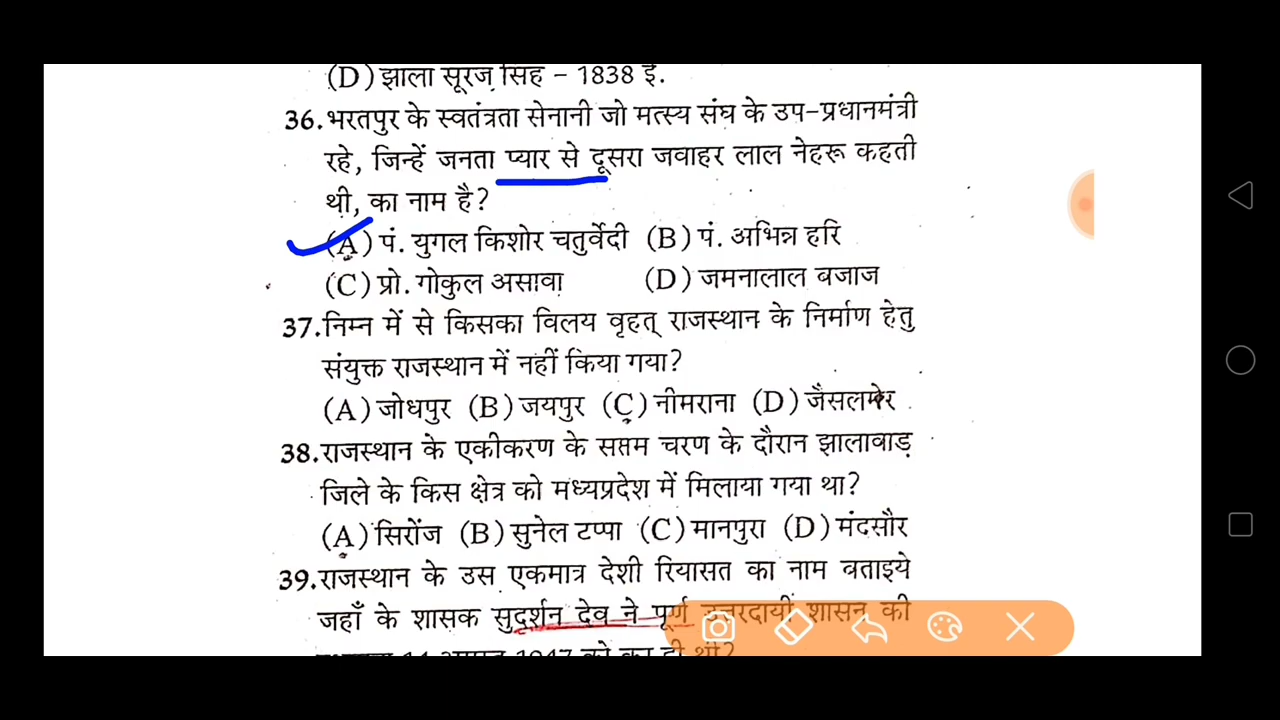 (D) झाला सूरज सिंह – 1838 ई.
36. भरतपुर के स्वतंत्रता सेनानी जो मत्स्य संघ के उप-प्रधानमंत्री
रहे, जिन्हें जनता प्यार से दूसरा जवाहर लाल नेहरू कहती
थी, का नाम है?
(A) पं. युगल किशोर चतुर्वेदी (B) पं. अभिन्न हरि
(C) प्रो. गोकुल असावा (D) जमनालाल बजाज
37. निम्न में से किसका विलय वृहत् राजस्थान के निर्माण हेतु
संयुक्त राजस्थान में नहीं किया गया?
(A) जोधपुर (B) जयपुर (C) नीमराना (D) जैसलमेर
38. राजस्थान के एकीकरण के सप्तम चरण के दौरान झालावाड़
जिले के किस क्षेत्र को मध्यप्रदेश में मिलाया गया था?
(A) सिरोंज (B) सुनेल टप्पा (C) मानपुरा (D) मंदसौर
39. राजस्थान के उस एकमात्र देशी रियासत का नाम बताइये
जहाँ के शासक सुदर्शन देव ने पूर्ण उत्तरदायी शासन की
1947 को कर दी थी?